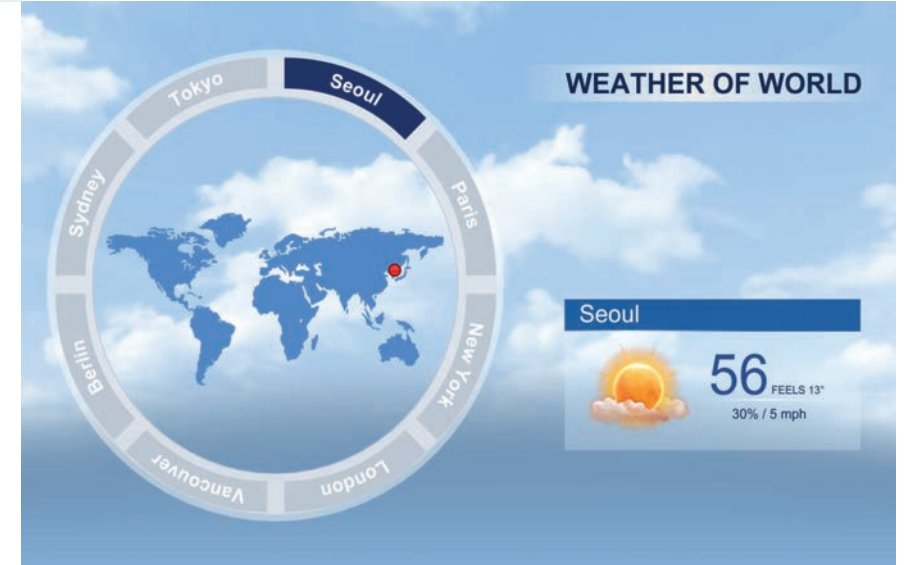 WEATHER OF WORLD
Seoul
Paris
New York
London
Vancouver
Berlin
Sydney
Tokyo
Seoul
56 FEELS 13°
30% / 5 mph